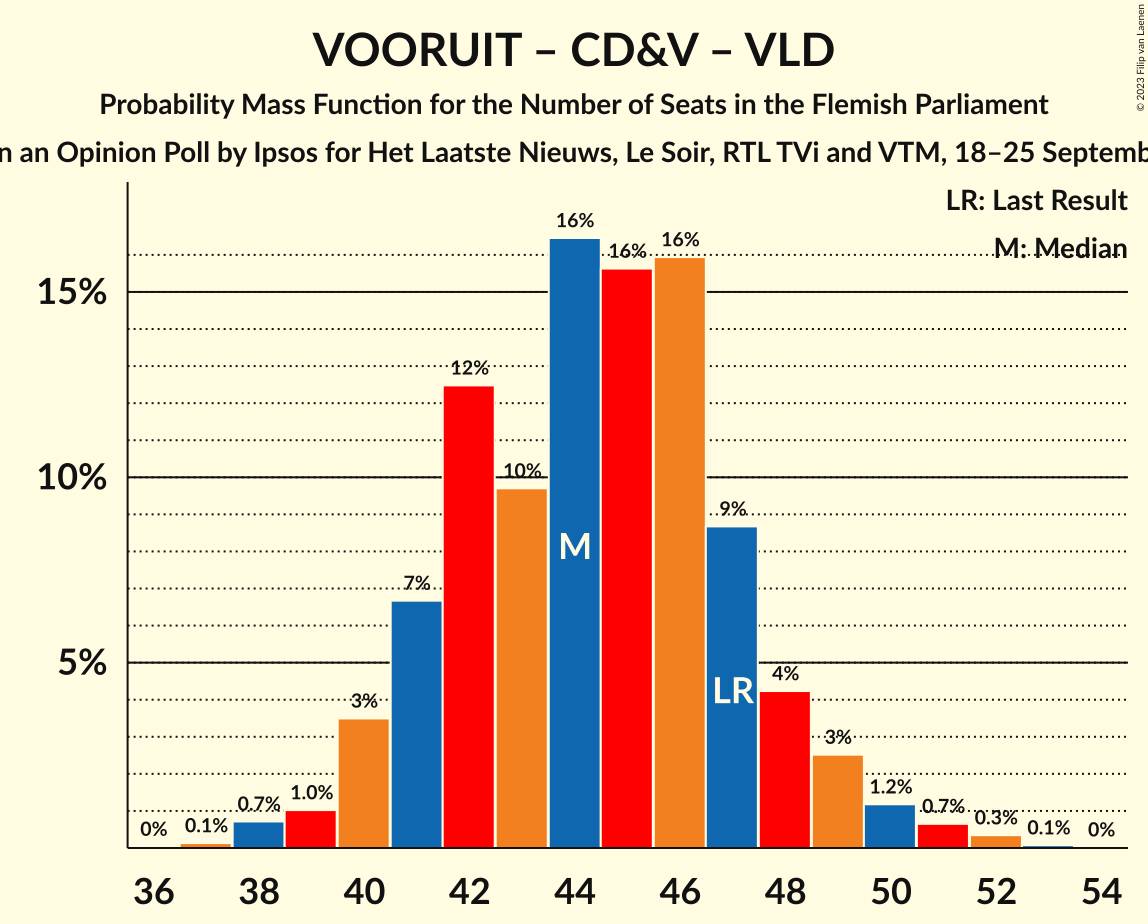 VOORUIT – CD&V – VLD
Probability Mass Function for the Number of Seats in the Flemish Parliament
an Opinion Poll by Ipsos for Het Laatste Nieuws, Le Soir, RTL TVi and VTM, 18–25
© 2023 Filip van Laenen
LR: Last Result
M: Median
15%
10%
5%
0%
0.1%
0.7%
1.0%
3%
7%
12%
10%
16%
16%
16%
9%
4%
3%
1.2%
0.7%
0.3%
0.1%
0%
M
LR
36 38 40 42 44 46 48 50 52 54